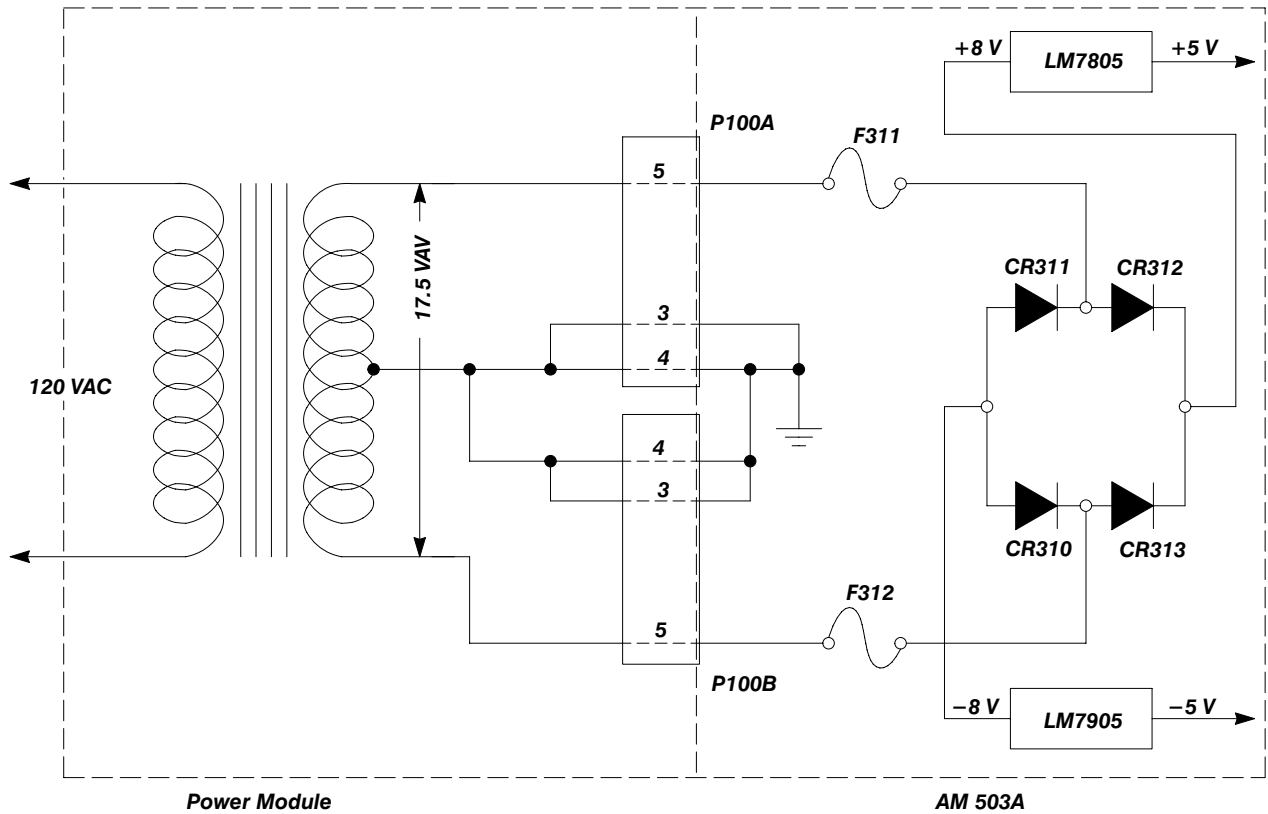 +8 V
LM7805
+5 V
P100A
F311
5
17.5 VAV
CR311
CR312
3
4
120 VAC
4
3
CR310
CR313
F312
5
P100B
−8 V
LM7905
−5 V
Power Module
AM 503A